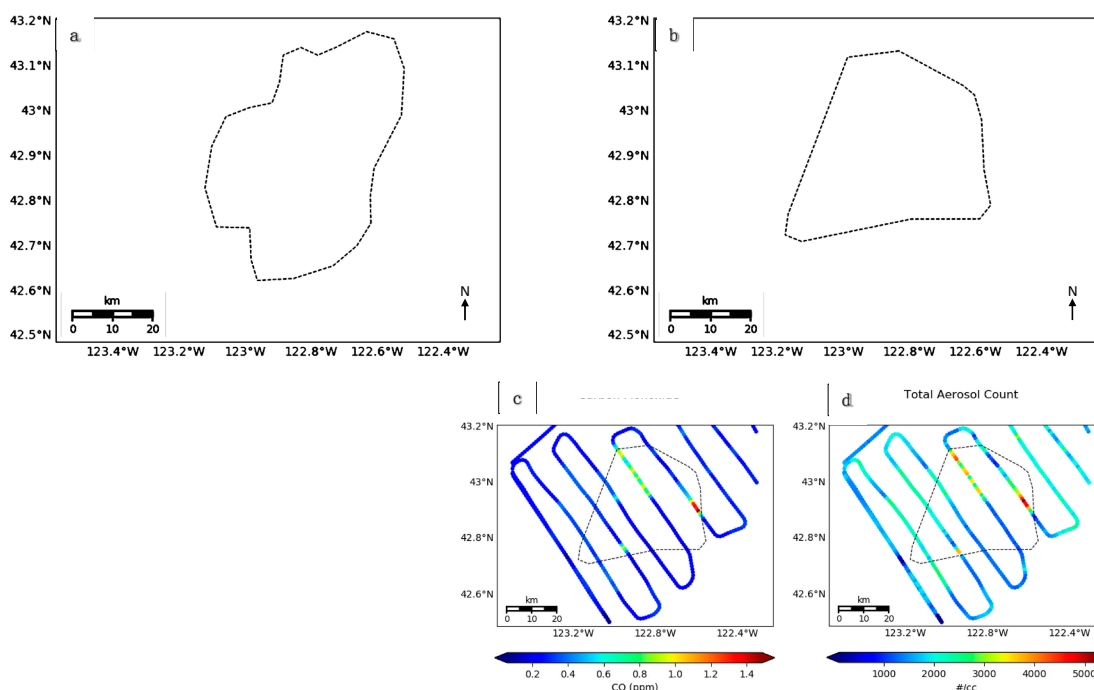 a
43.2°N
43.1°N
43°N
42.9°N
42.8°N
42.7°N
42.6°N
42.5°N
km
0 10 20
N
123.4°W 123.2°W 123°W 122.8°W 122.6°W 122.4°W
b
43.2°N
43.1°N
43°N
42.9°N
42.8°N
42.7°N
42.6°N
42.5°N
km
0 10 20
N
123.4°W 123.2°W 123°W 122.8°W 122.6°W 122.4°W
c
43.2°N
43°N
42.8°N
42.6°N
km
0 10 20
123.2°W 122.8°W 122.4°W
0.2 0.4 0.6 0.8 1.0 1.2 1.4
CO (ppm)
d
Total Aerosol Count
43.2°N
43°N
42.8°N
42.6°N
km
0 10 20
123.2°W 122.8°W 122.4°W
1000 2000 3000 4000
#/cc